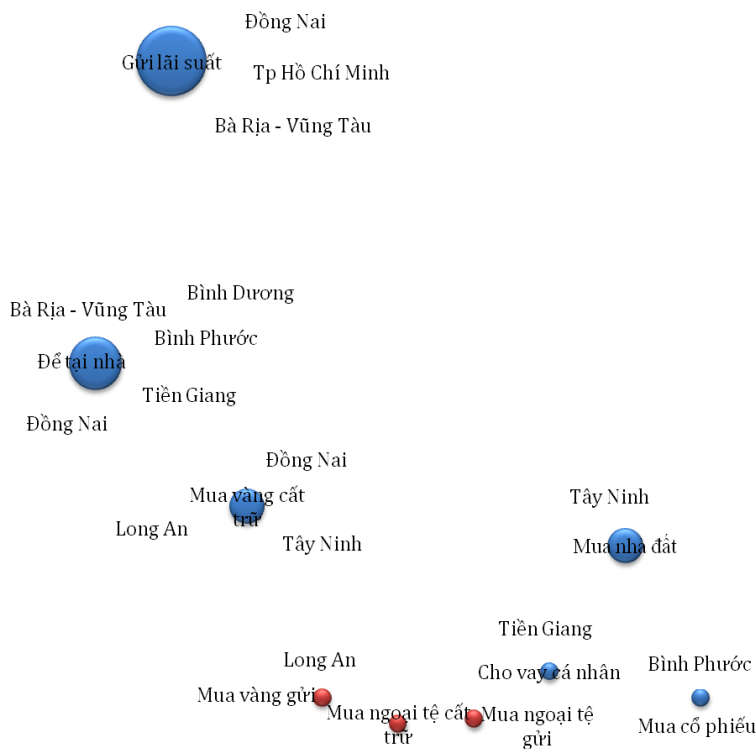 Đồng Nai
Gửi lãi suất
Tp Hồ Chí Minh
Bà Rịa - Vũng Tàu
Bình Dương
Bà Rịa - Vũng Tàu
Bình Phước
Để tại nhà
Tiền Giang
Đồng Nai
Đồng Nai
Mua vàng cất
trữ
Long An
Tây Ninh
Tây Ninh
Mua nhà đất
Tiền Giang
Long An
Cho vay cá nhân
Bình Phước
Mua vàng gửi
Mua ngoại tệ cất
trữ
Mua ngoại tệ
gửi
Mua cổ phiếu